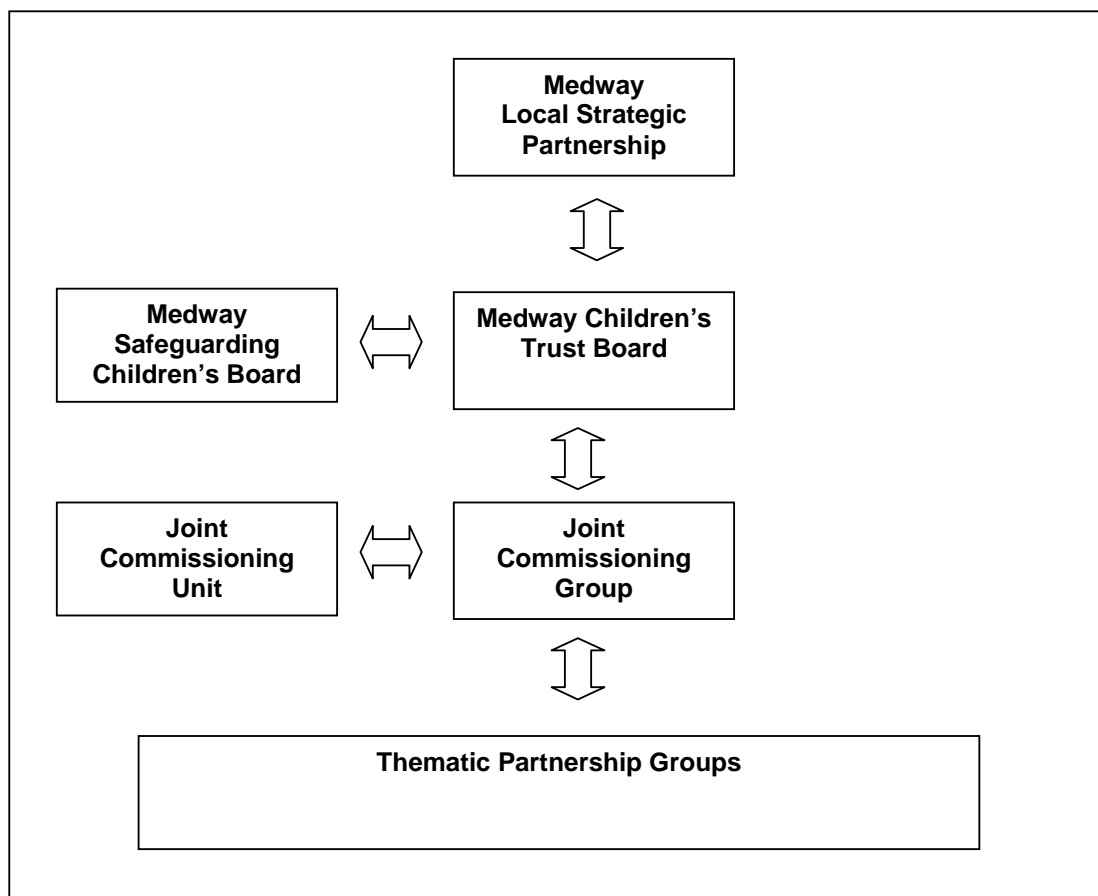 Medway
Local Strategic
Partnership
Medway
Safeguarding
Children’s Board
Medway Children’s
Trust Board
Joint
Commissioning
Unit
Joint
Commissioning
Group
Thematic Partnership Groups